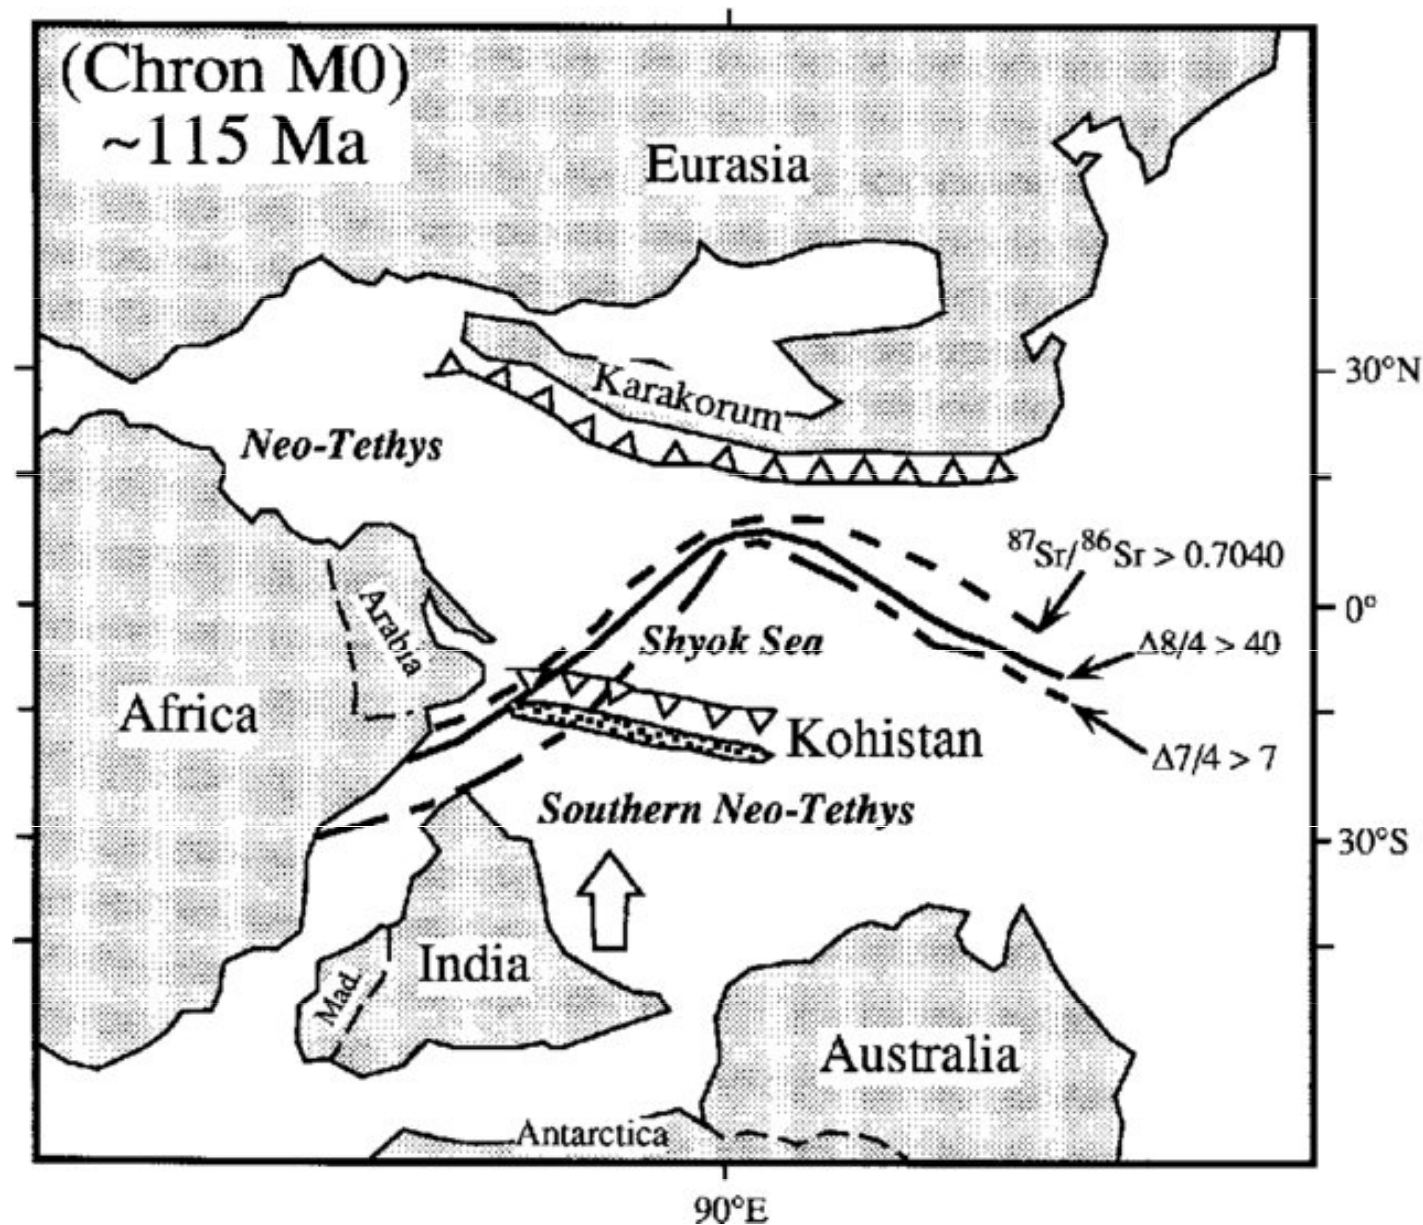 (Chron M0)
~115 Ma
Eurasia
30°N
Karakorum
Neo-Tethys
⁸⁷Sr/⁸⁶Sr > 0.7040
0°
Arabia
Shyok Sea
Δ8/4 > 40
Africa
Kohistan
Δ7/4 > 7
Southern Neo-Tethys
30°S
India
Mad.
Australia
Antarctica
90°E